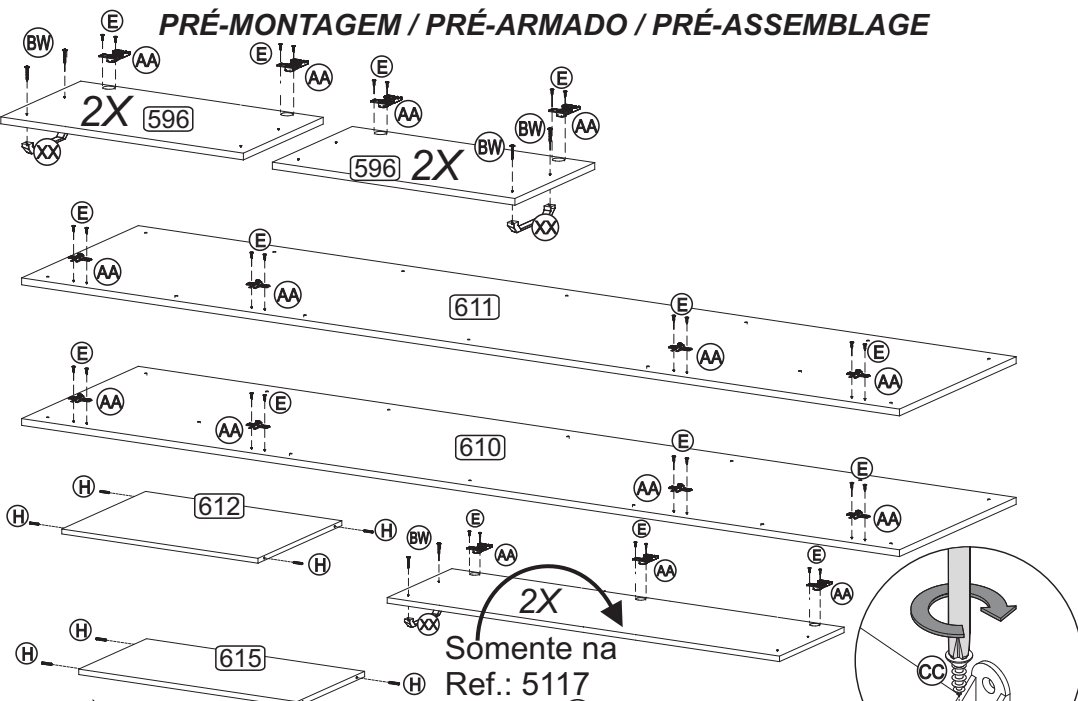 PRÉ-MONTAGEM / PRÉ-ARMADO / PRÉ-ASSEMBLAGE
E
BW
AA
E
AA
E
AA
E
AA
2X 596
XX
BW
BW
596 2X
XX
E
AA
E
AA
611
E
AA
E
AA
E
AA
E
AA
610
E
AA
E
AA
H
612
H
H
H
BW
E
AA
E
AA
E
AA
2X
XX
Somente na
Ref.: 5117
H
615
H
H
CC